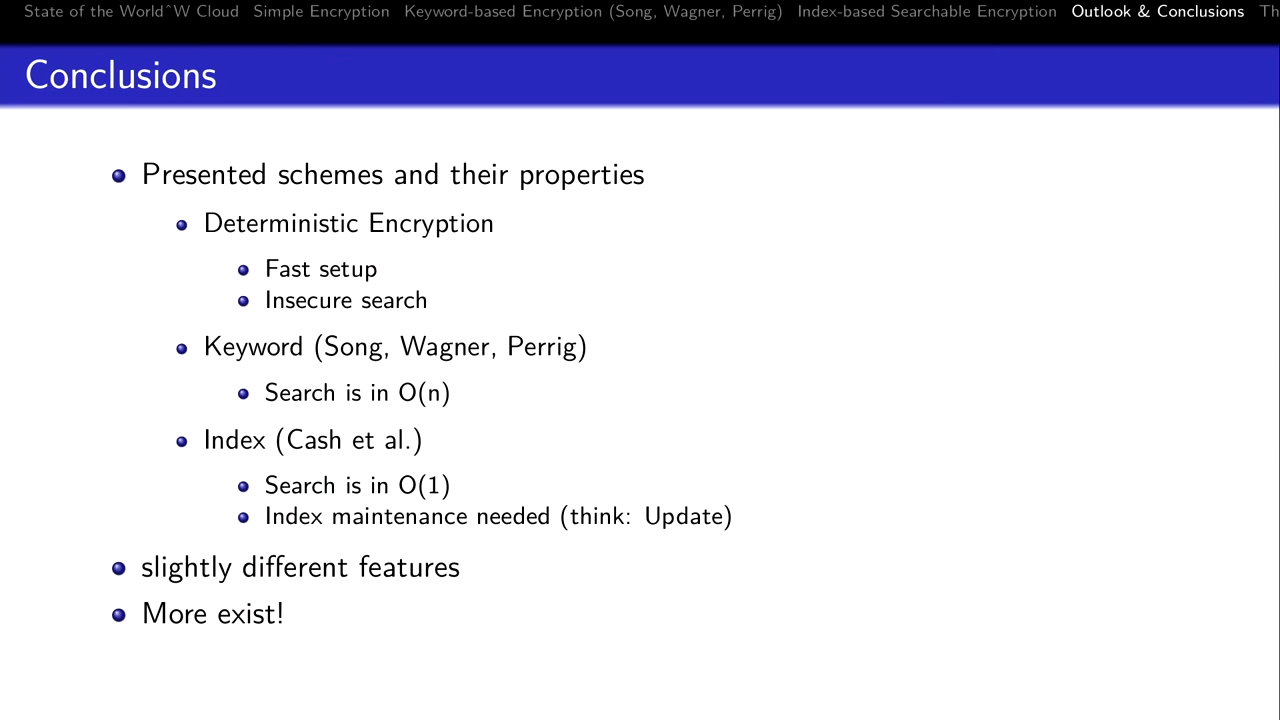 State of the World^W Cloud Simple Encryption Keyword-based Encryption (Song, Wagner, Perrig) Index-based Searchable Encryption Outlook & Conclusions Th
Conclusions
Presented schemes and their properties
Deterministic Encryption
Fast setup
Insecure search
Keyword (Song, Wagner, Perrig)
Search is in O(n)
Index (Cash et al.)
Search is in O(1)
Index maintenance needed (think: Update)
slightly different features
More exist!